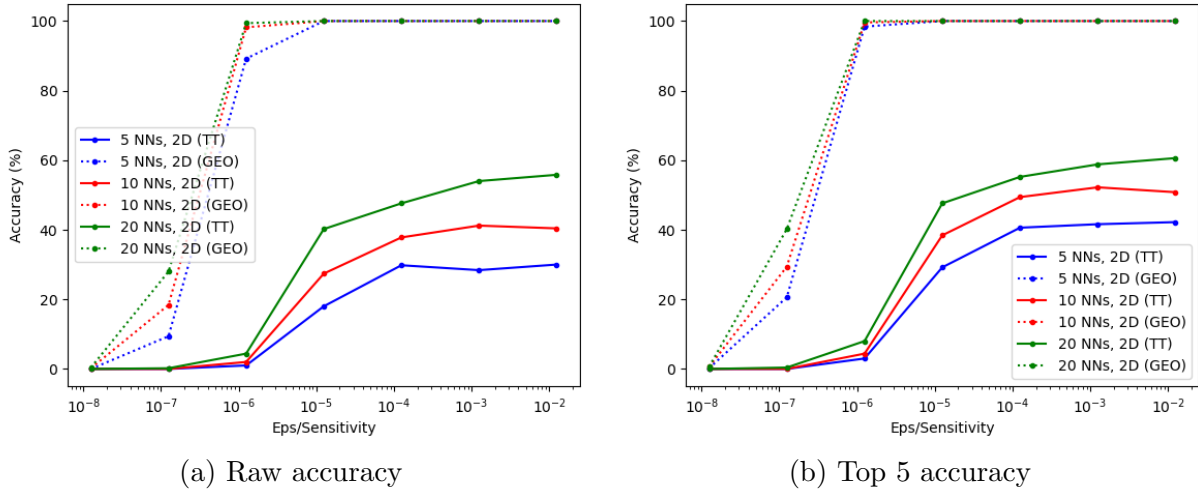 100
80
60
40
20
0
Accuracy (%)
5 NNs, 2D (TT)
5 NNs, 2D (GEO)
10 NNs, 2D (TT)
10 NNs, 2D (GEO)
20 NNs, 2D (TT)
20 NNs, 2D (GEO)
10⁻⁸ 10⁻⁷ 10⁻⁶ 10⁻⁵ 10⁻⁴ 10⁻³ 10⁻²
Eps/Sensitivity
(a) Raw accuracy
100
80
60
40
20
0
Accuracy (%)
5 NNs, 2D (TT)
5 NNs, 2D (GEO)
10 NNs, 2D (TT)
10 NNs, 2D (GEO)
20 NNs, 2D (TT)
20 NNs, 2D (GEO)
10⁻⁸ 10⁻⁷ 10⁻⁶ 10⁻⁵ 10⁻⁴ 10⁻³ 10⁻²
Eps/Sensitivity
(b) Top 5 accuracy